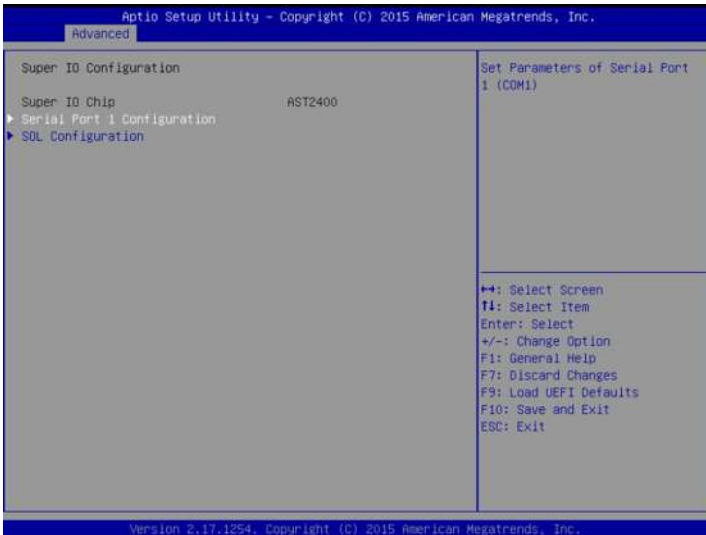 Aptio Setup Utility – Copyright (C) 2015 American Megatrends, Inc.
Advanced
Super IO Configuration
Super IO Chip AST2400
Serial Port 1 Configuration
SOL Configuration
Set Parameters of Serial Port
1 (COM1)
↔: Select Screen
↑↓: Select Item
Enter: Select
+/-: Change Option
F1: General Help
F7: Discard Changes
F9: Load UEFI Defaults
F10: Save and Exit
ESC: Exit
Version 2.17.1254. Copyright (C) 2015 American Megatrends, Inc.